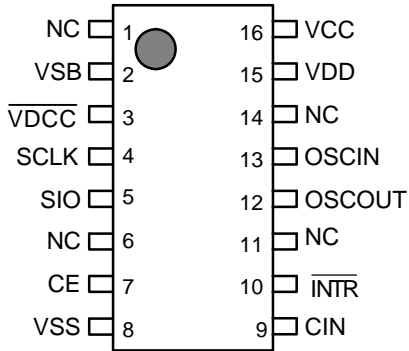 NC 1 16 VCC
VSB 2 15 VDD
VDCC 3 14 NC
SCLK 4 13 OSCIN
SIO 5 12 OSCOUT
NC 6 11 NC
CE 7 10 INTR
VSS 8 9 CIN